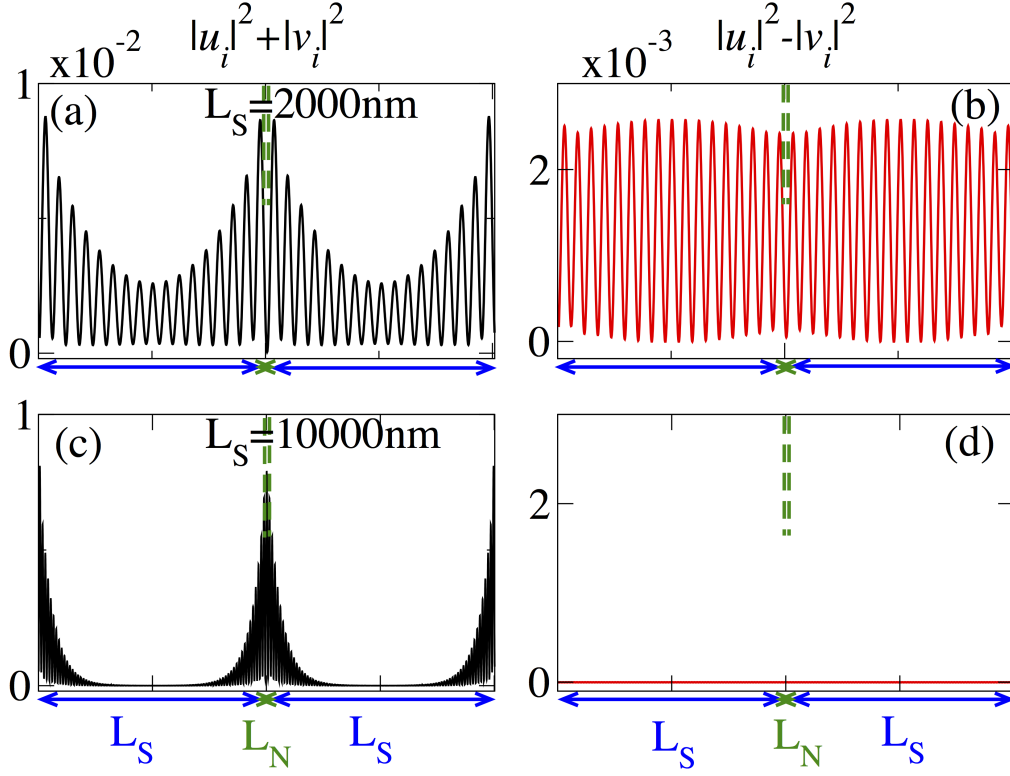 |u_i|^2+|v_i|^2
|u_i|^2-|v_i|^2
x10^-2
x10^-3
1
(a)
L_S=2000nm
0
(b)
2
0
1
(c)
L_S=10000nm
0
(d)
2
0
L_S
L_N
L_S
L_S
L_N
L_S